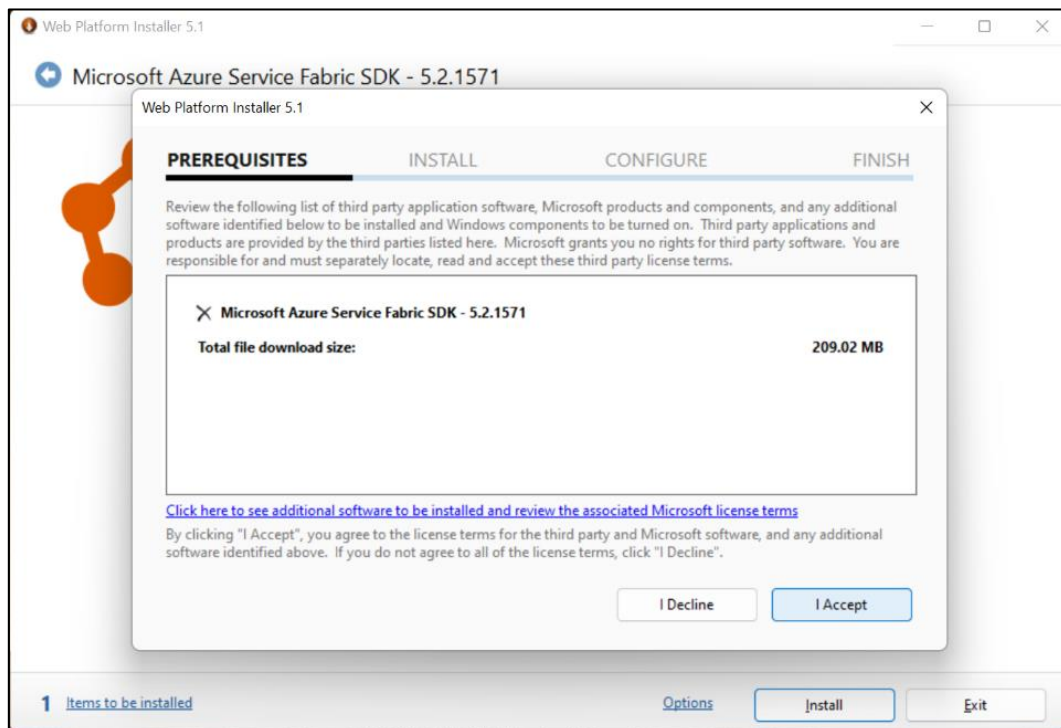 Web Platform Installer 5.1
Microsoft Azure Service Fabric SDK - 5.2.1571
Web Platform Installer 5.1
PREREQUISITES INSTALL CONFIGURE FINISH
Review the following list of third party application software, Microsoft products and components, and any additional
software identified below to be installed and Windows components to be turned on. Third party applications and
products are provided by the third parties listed here. Microsoft grants you no rights for third party software. You are
responsible for and must separately locate, read and accept these third party license terms.
Microsoft Azure Service Fabric SDK - 5.2.1571
Total file download size: 209.02 MB
Click here to see additional software to be installed and review the associated Microsoft license terms
By clicking "I Accept", you agree to the license terms for the third party and Microsoft software, and any additional
software identified above. If you do not agree to all of the license terms, click "I Decline".
I Decline I Accept
1 Items to be installed Options Install Exit